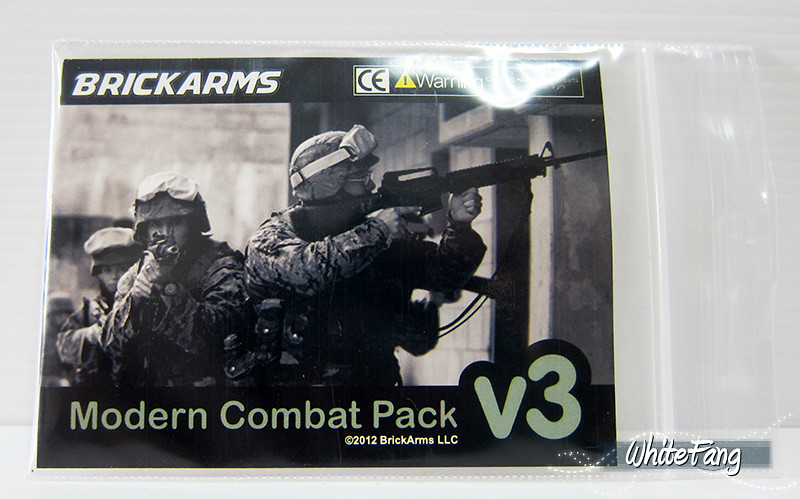 BRICKARMS
CE Warning
Modern Combat Pack v3
©2012 BrickArms LLC
WhiteFang